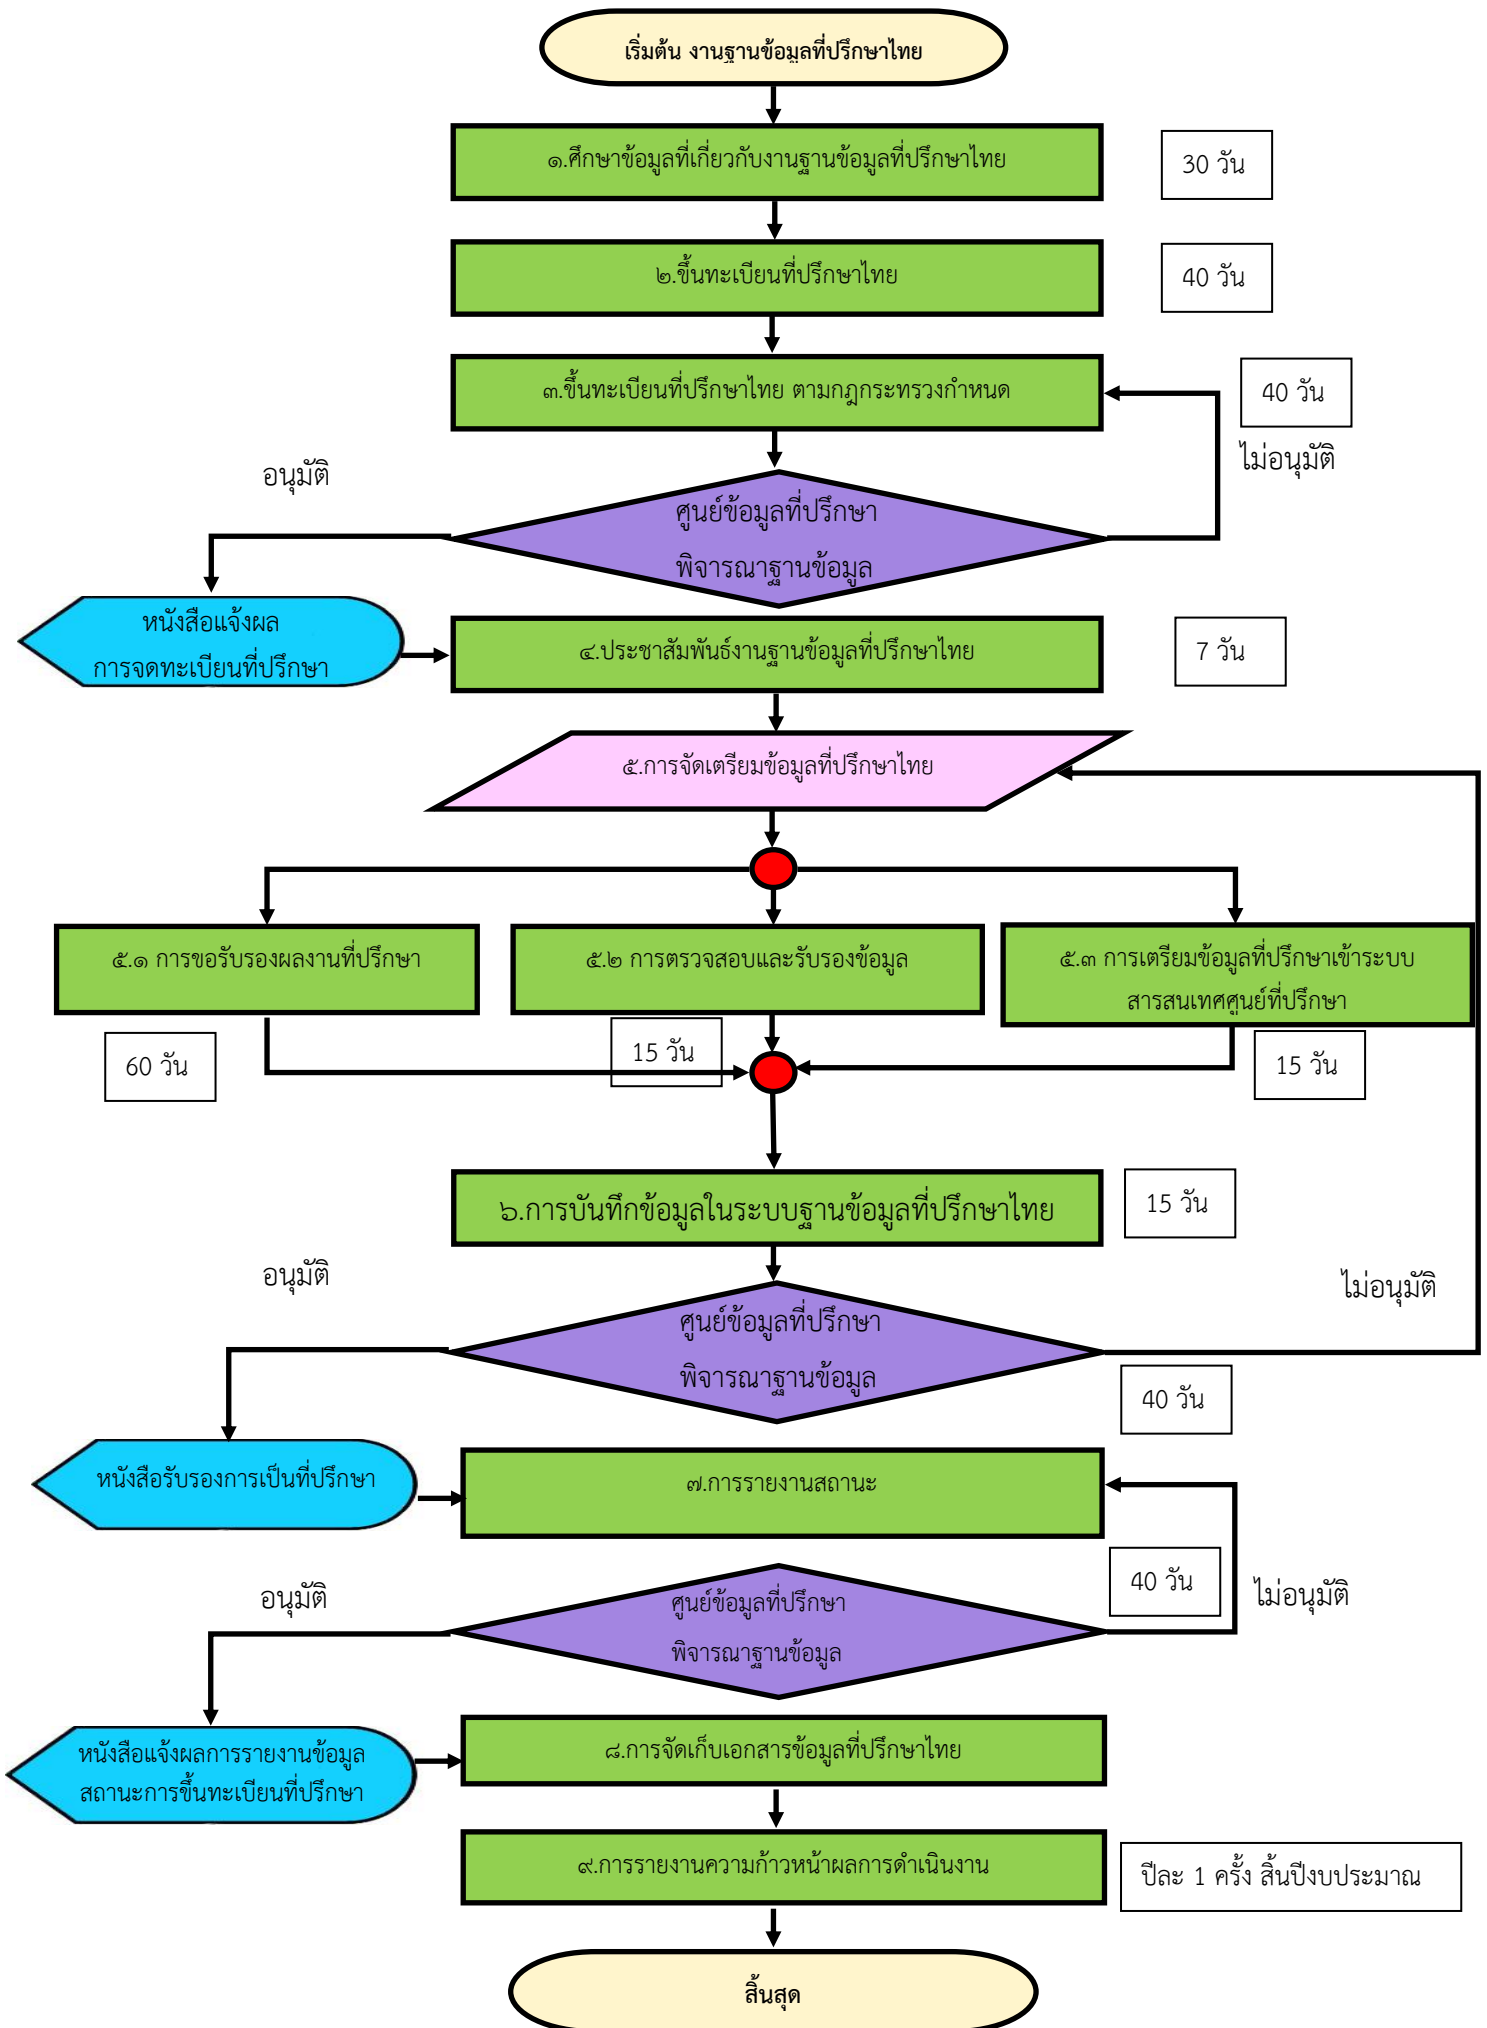 เริ่มต้น งานฐานข้อมูลที่ปรึกษาไทย
๑.ศึกษาข้อมูลที่เกี่ยวกับงานฐานข้อมูลที่ปรึกษาไทย
30 วัน
๒.ขึ้นทะเบียนที่ปรึกษาไทย
40 วัน
๓.ขึ้นทะเบียนที่ปรึกษาไทย ตามกฎกระทรวงกำหนด
40 วัน
อนุมัติ
ไม่อนุมัติ
ศูนย์ข้อมูลที่ปรึกษา
พิจารณาฐานข้อมูล
หนังสือแจ้งผล
การจดทะเบียนที่ปรึกษา
๔.ประชาสัมพันธ์งานฐานข้อมูลที่ปรึกษาไทย
7 วัน
๕.การจัดเตรียมข้อมูลที่ปรึกษาไทย
๕.๑ การขอรับรองผลงานที่ปรึกษา
๕.๒ การตรวจสอบและรับรองข้อมูล
๕.๓ การเตรียมข้อมูลที่ปรึกษาเข้าระบบ
สารสนเทศศูนย์ที่ปรึกษา
60 วัน
15 วัน
15 วัน
๖.การบันทึกข้อมูลในระบบฐานข้อมูลที่ปรึกษาไทย
15 วัน
อนุมัติ
ไม่อนุมัติ
ศูนย์ข้อมูลที่ปรึกษา
พิจารณาฐานข้อมูล
40 วัน
หนังสือรับรองการเป็นที่ปรึกษา
๗.การรายงานสถานะ
40 วัน
อนุมัติ
ไม่อนุมัติ
ศูนย์ข้อมูลที่ปรึกษา
พิจารณาฐานข้อมูล
หนังสือแจ้งผลการรายงานข้อมูล
สถานะการขึ้นทะเบียนที่ปรึกษา
๘.การจัดเก็บเอกสารข้อมูลที่ปรึกษาไทย
๙.การรายงานความก้าวหน้าผลการดำเนินงาน
ปีละ 1 ครั้ง สิ้นปีงบประมาณ
สิ้นสุด